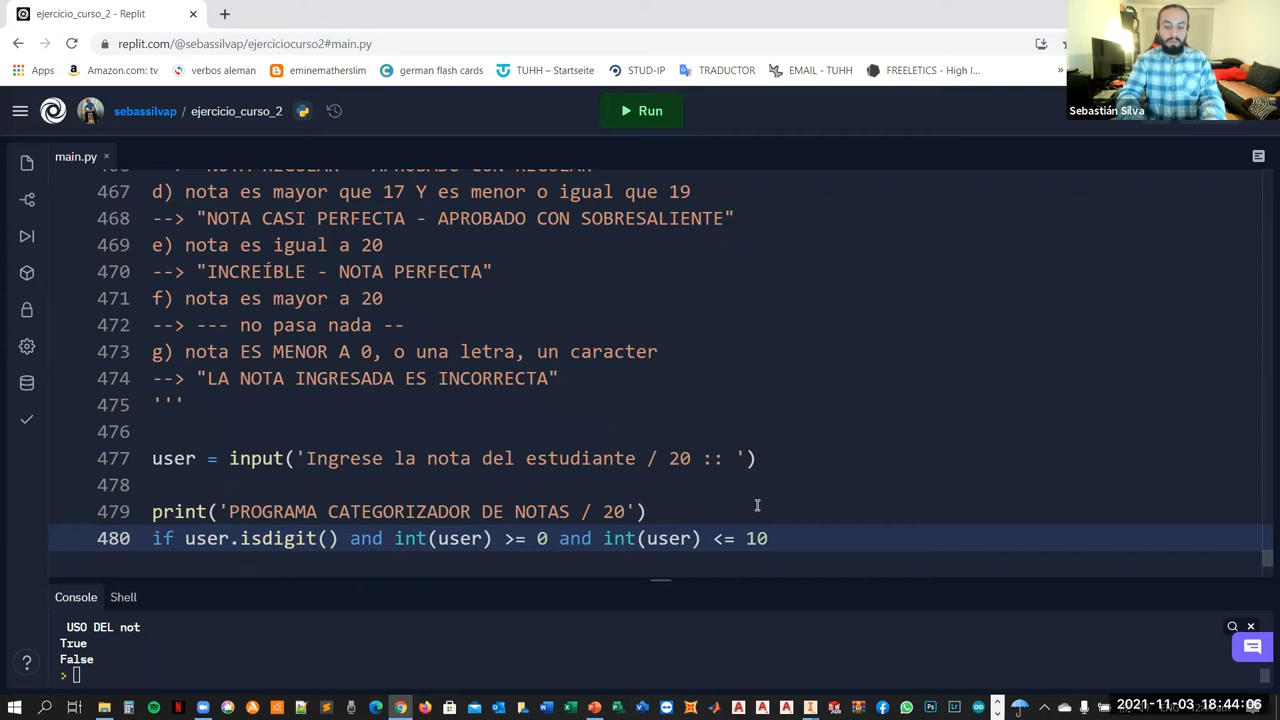 ejercicio_curso_2 - Replit
replit.com/@sebassilvap/ejerciciocurso2#main.py
Apps
Amazon.com: tv
verbos aleman
eminematherslim
german flash cards
TUHH – Startseite
STUD-IP
TRADUCTOR
EMAIL - TUHH
FREELETICS - High I...
»
Sebastián Silva
sebassilvap / ejercicio_curso_2
Run
main.py
467 d) nota es mayor que 17 Y es menor o igual que 19
468 --> "NOTA CASI PERFECTA - APROBADO CON SOBRESALIENTE"
469 e) nota es igual a 20
470 --> "INCREÍBLE - NOTA PERFECTA"
471 f) nota es mayor a 20
472 --> --- no pasa nada --
473 g) nota ES MENOR A 0, o una letra, un caracter
474 --> "LA NOTA INGRESADA ES INCORRECTA"
475 '''
476
477 user = input('Ingrese la nota del estudiante / 20 :: ')
478
479 print('PROGRAMA CATEGORIZADOR DE NOTAS / 20')
480 if user.isdigit() and int(user) >= 0 and int(user) <= 10
Console Shell
USO DEL not
True
False
>
2021-11-03 18:44:06